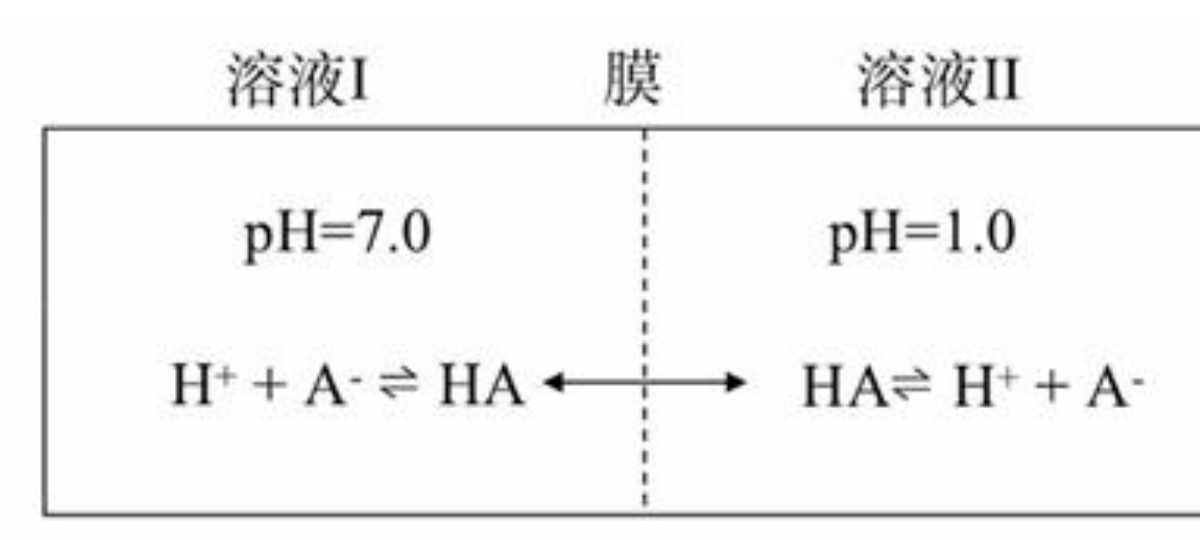 溶液I 膜 溶液II
pH=7.0 pH=1.0
H⁺ + A⁻ ⇌ HA ⟷ HA⇌ H⁺ + A⁻